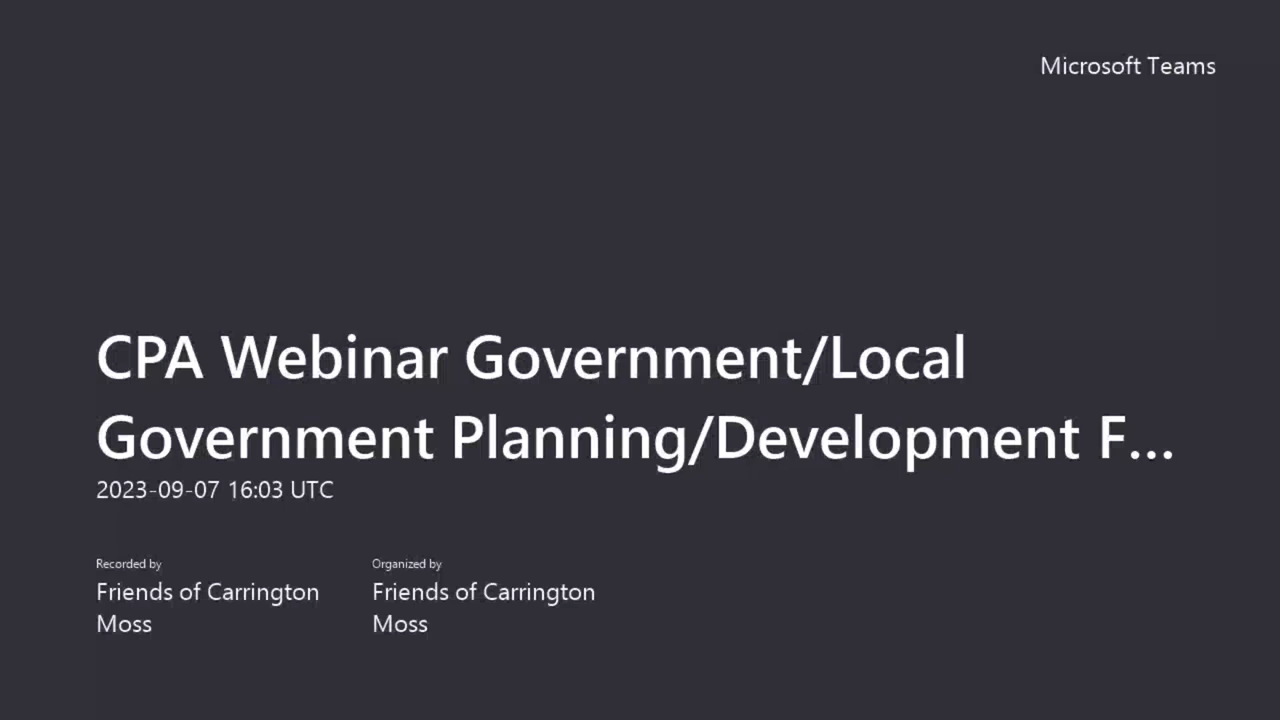 Microsoft Teams
CPA Webinar Government/Local
Government Planning/Development F...
2023-09-07 16:03 UTC
Recorded by
Friends of Carrington
Moss
Organized by
Friends of Carrington
Moss